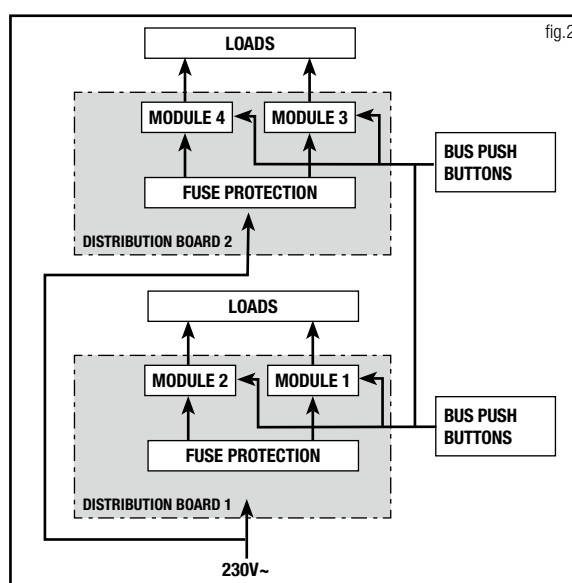 fig.2
LOADS
MODULE 4
MODULE 3
BUS PUSH
BUTTONS
FUSE PROTECTION
DISTRIBUTION BOARD 2
LOADS
MODULE 2
MODULE 1
BUS PUSH
BUTTONS
FUSE PROTECTION
DISTRIBUTION BOARD 1
230V~